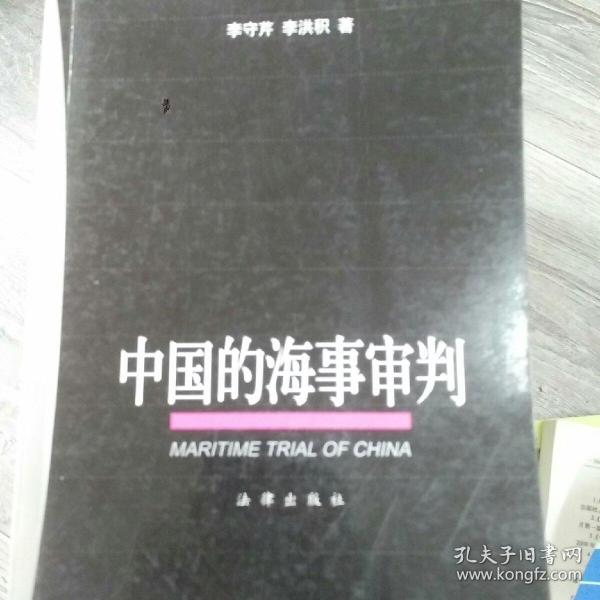 李守芹 李洪积 著
中国的海事审判
MARITIME TRIAL OF CHINA
法律出版社
孔夫子旧书网
www.kongfz.com